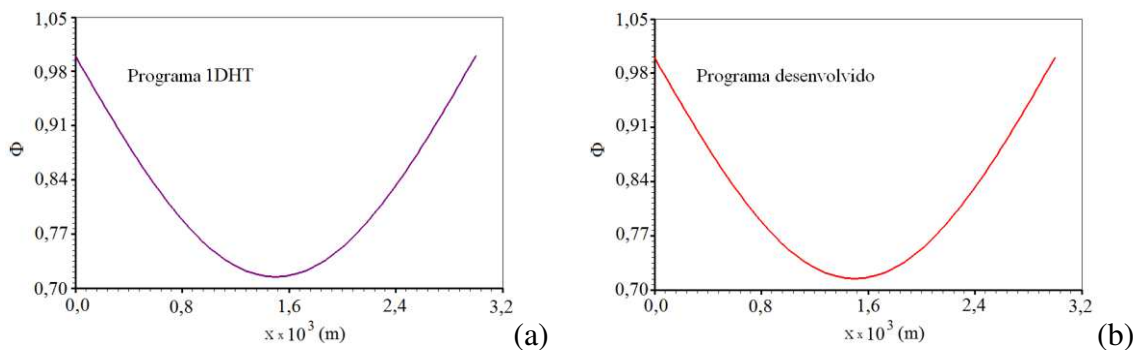 1,05
0,98
0,91
0,84
0,77
0,70
Φ
Programa 1DHT
0,0 0,8 1,6 2,4 3,2
x x 10³ (m)
(a)
1,05
0,98
0,91
0,84
0,77
0,70
Φ
Programa desenvolvido
0,0 0,8 1,6 2,4 3,2
x x 10³ (m)
(b)